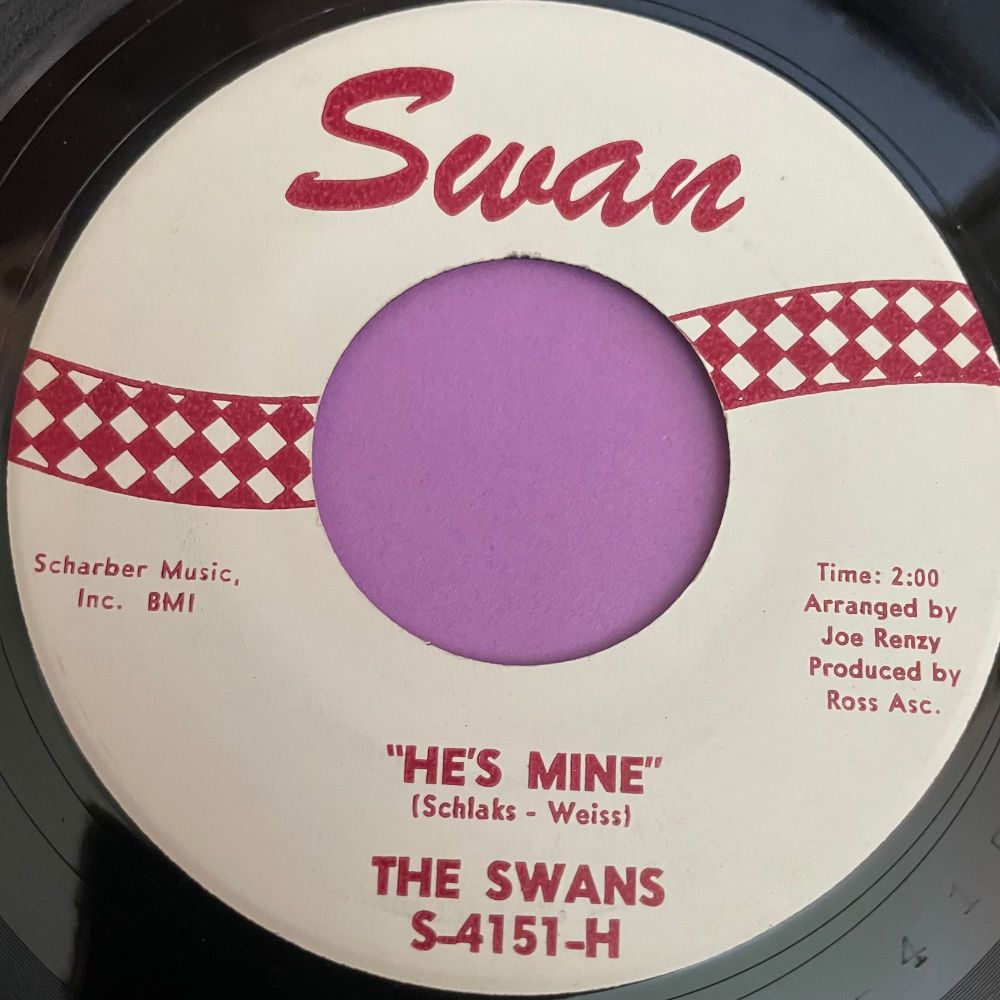 Swan
Scharber Music,
Inc. BMI
Time: 2:00
Arranged by
Joe Renzy
Produced by
Ross Asc.
"HE'S MINE"
(Schlaks - Weiss)
THE SWANS
S-4151-H